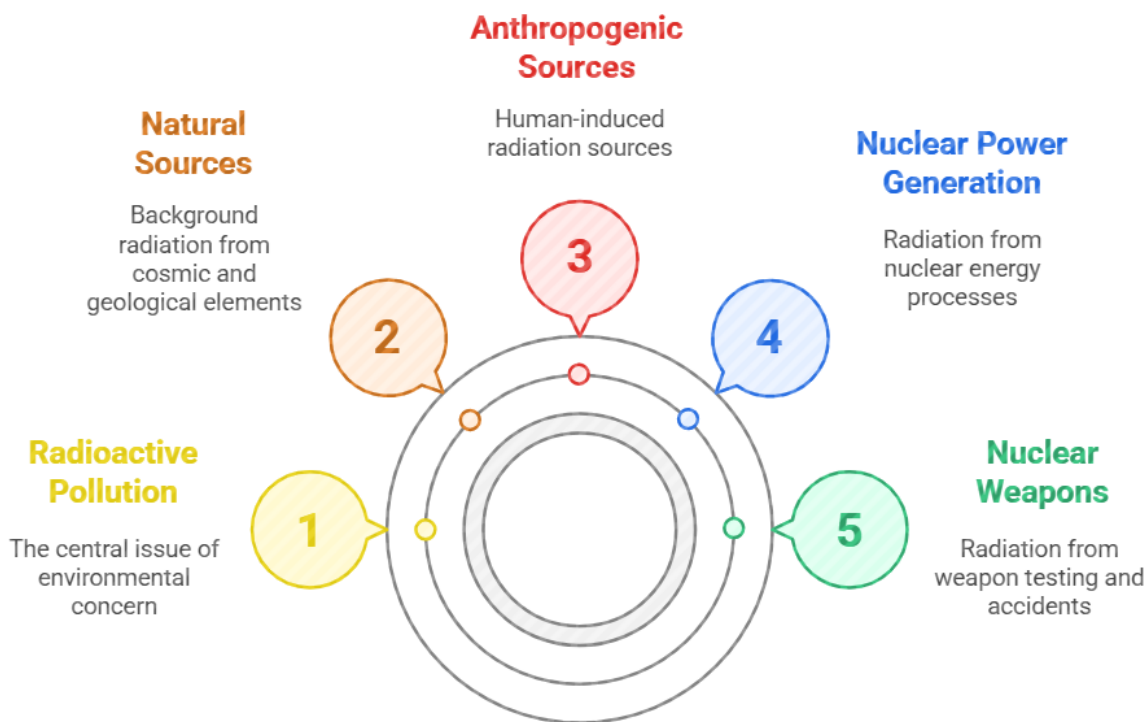 Anthropogenic
Sources
Human-induced
radiation sources
Natural
Sources
Background
radiation from
cosmic and
geological elements
Nuclear Power
Generation
Radiation from
nuclear energy
processes
3
2
4
Radioactive
Pollution
The central issue of
environmental
concern
1
5
Nuclear
Weapons
Radiation from
weapon testing and
accidents